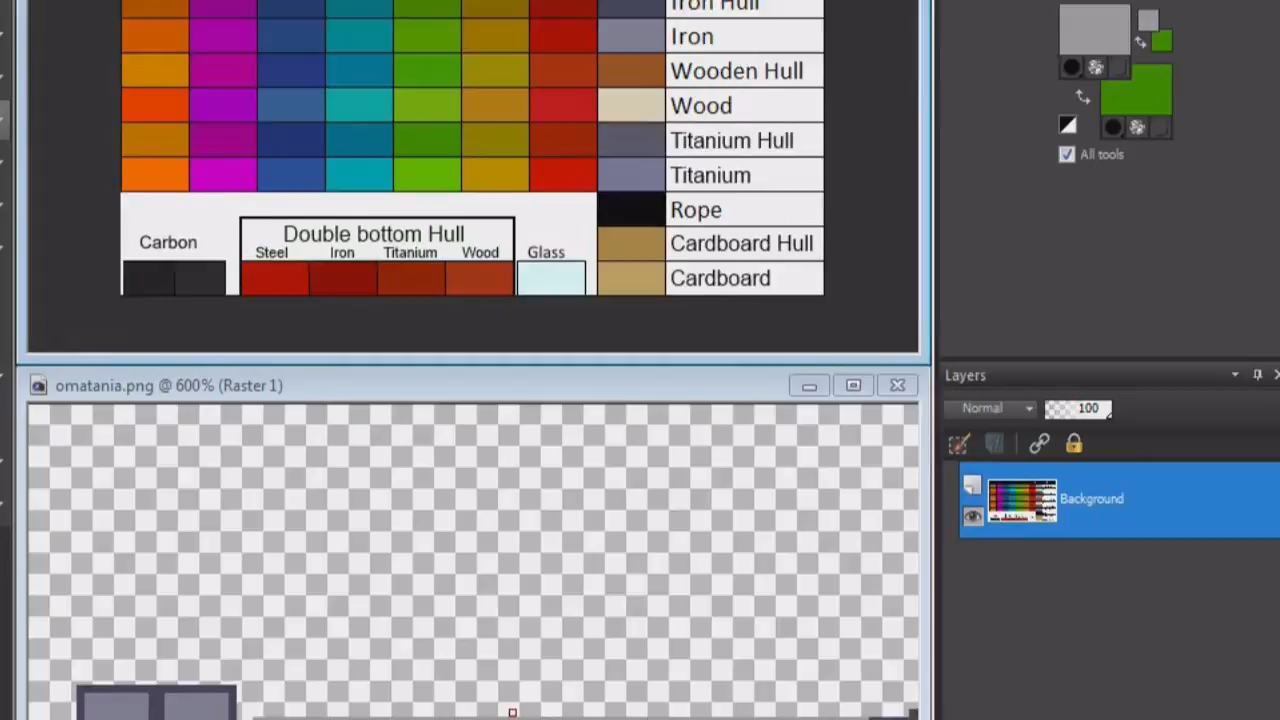 Iron Hull
Iron
Wooden Hull
Wood
Titanium Hull
Titanium
Rope
Cardboard Hull
Cardboard
Carbon
Double bottom Hull
Steel Iron Titanium Wood
Glass
All tools
omatania.png @ 600% (Raster 1)
Layers
Normal
100
Background